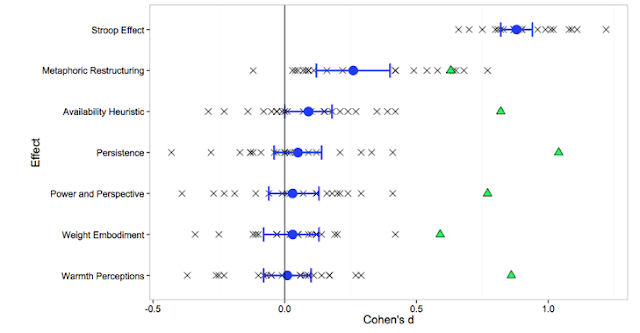 Effect
Stroop Effect
Metaphoric Restructuring
Availability Heuristic
Persistence
Power and Perspective
Weight Embodiment
Warmth Perceptions
-0.5 0.0 0.5 1.0
Cohen's d